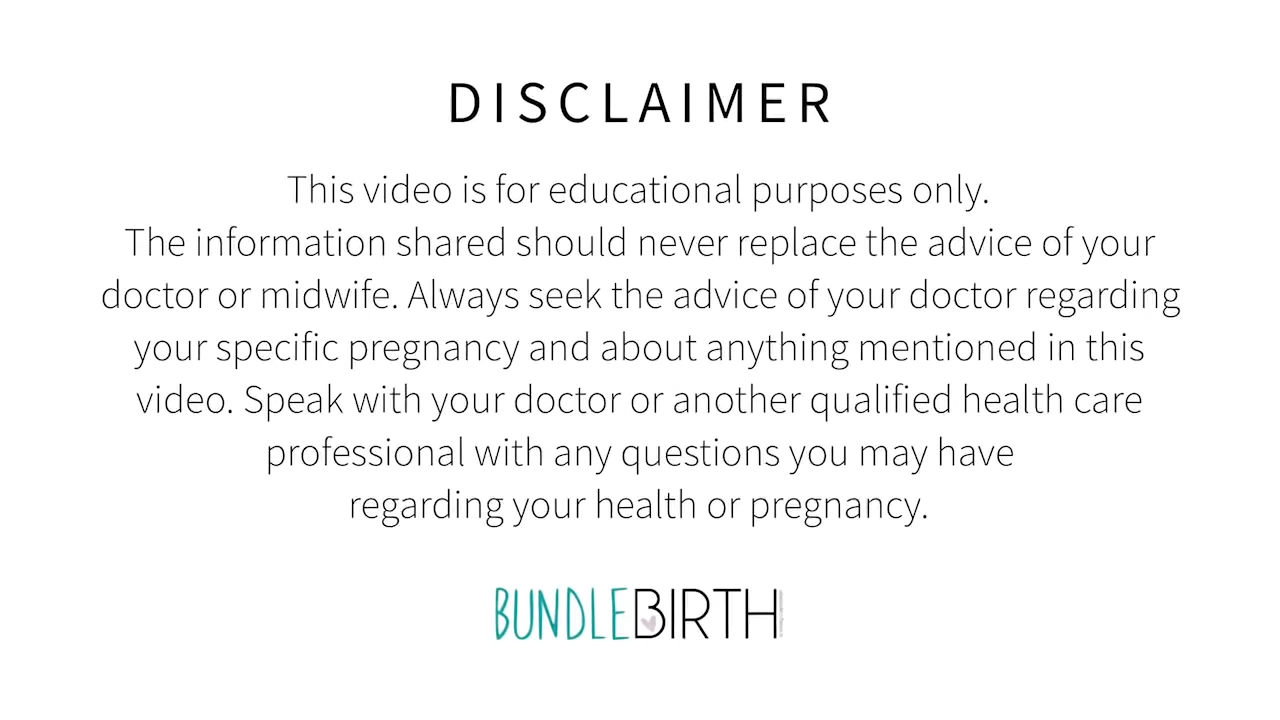 DISCLAIMER
This video is for educational purposes only.
The information shared should never replace the advice of your
doctor or midwife. Always seek the advice of your doctor regarding
your specific pregnancy and about anything mentioned in this
video. Speak with your doctor or another qualified health care
professional with any questions you may have
regarding your health or pregnancy.
BUNDLEBIRTH